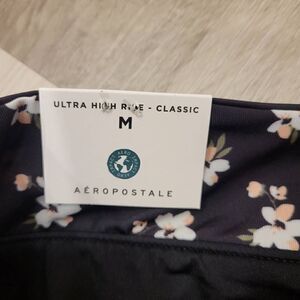 ULTRA HIGH RISE - CLASSIC
M
AÉROPOSTALE